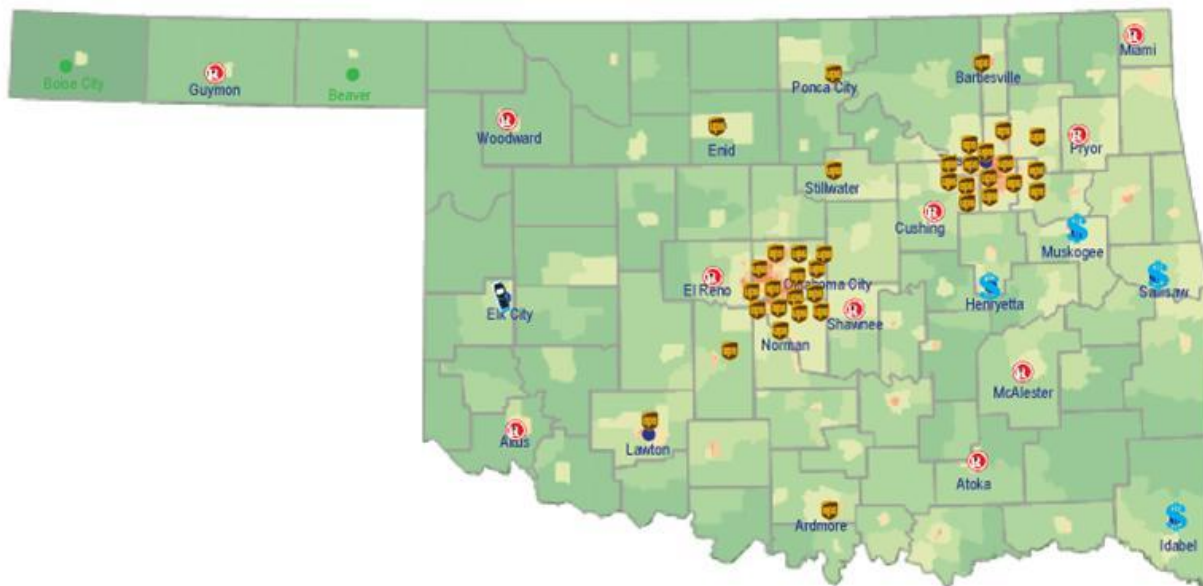 Miami
Bartlesville
Ponca City
Boise City
Guymon
Beaver
Woodward
Enid
Pryor
Stillwater
Cushing
Muskogee
El Reno
Oklahoma City
Henryetta
Sallisaw
Elk City
Shawnee
Norman
McAlester
Altus
Lawton
Atoka
Ardmore
Idabel